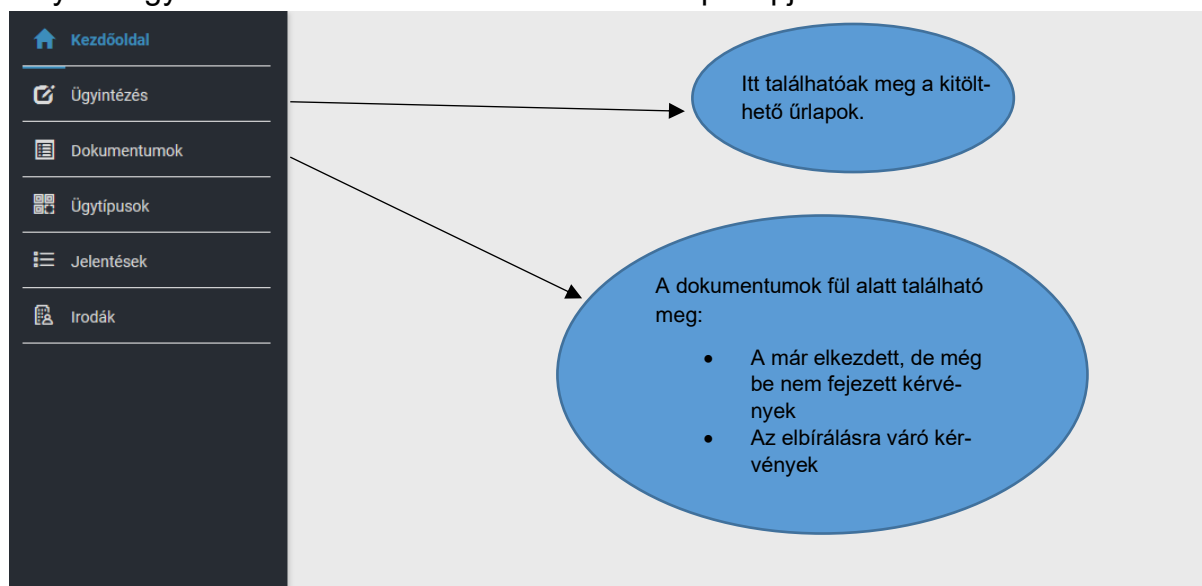 Kezdőoldal
Ügyintézés
Dokumentumok
Ügytípusok
Jelentések
Irodák
Itt találhatóak meg a kitölt-
hető űrlapok.
A dokumentumok fül alatt található
meg:
• A már elkezdett, de még
be nem fejezett kérvé-
nyek
• Az elbírálásra váró kér-
vények